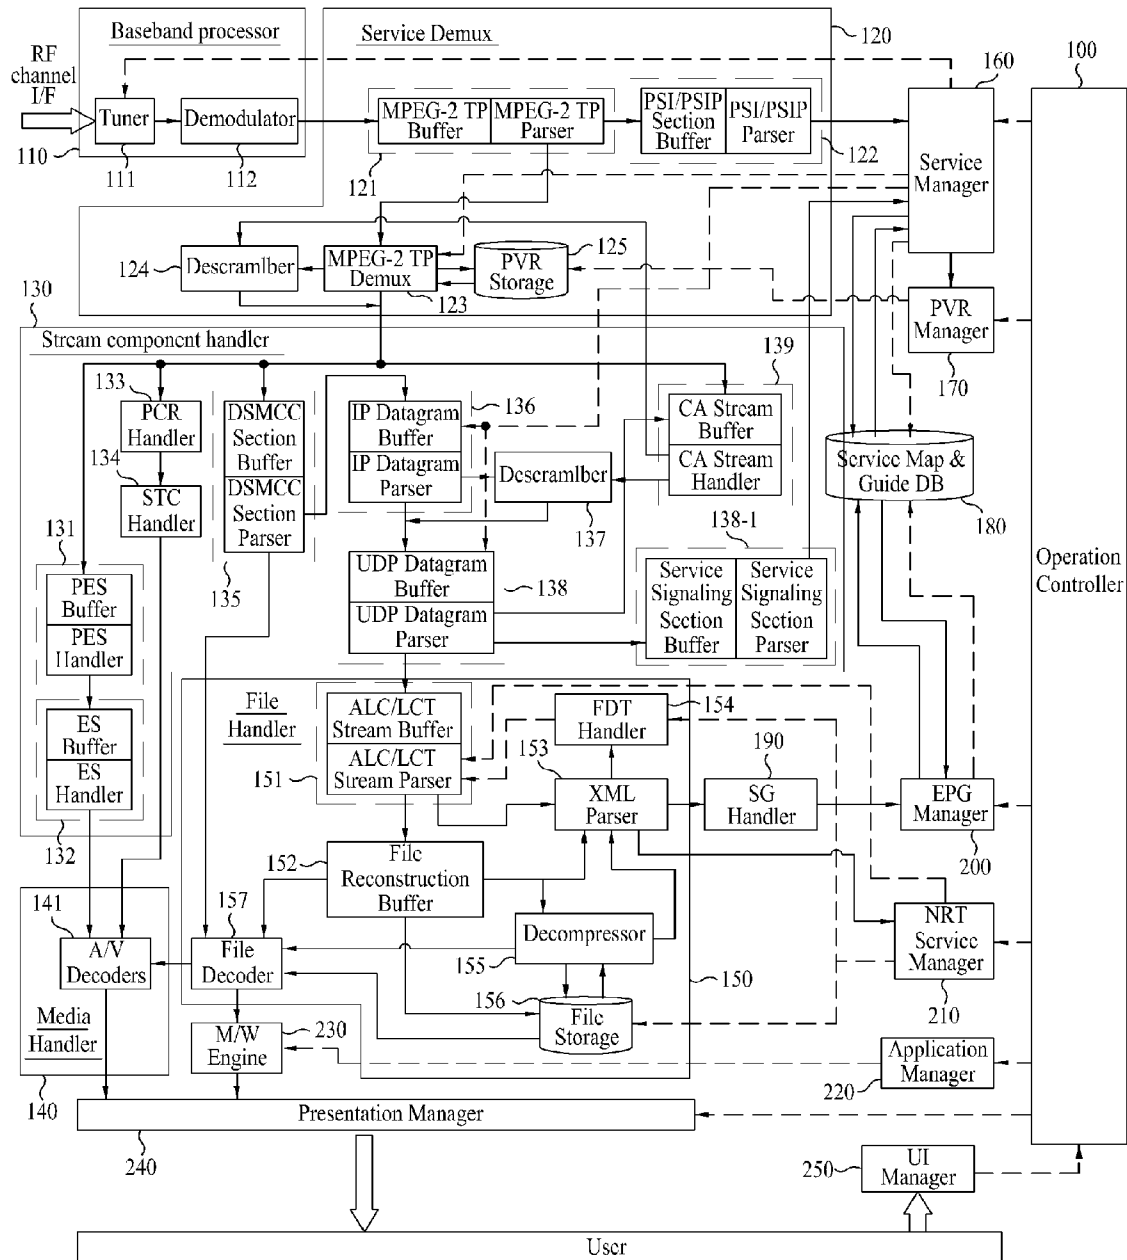 Baseband processor
Service Demux
120
RF
channel
I/F
160
100
Tuner
Demodulator
MPEG-2 TP
Buffer
MPEG-2 TP
Parser
PSI/PSIP
Section
Buffer
PSI/PSIP
Parser
Service
Manager
110
111
112
121
122
124
Descramlber
MPEG-2 TP
Demux
123
PVR
Storage
125
130
Stream component handler
PVR
Manager
170
139
133
PCR
Handler
DSMCC
Section
Buffer
DSMCC
Section
Parser
IP Datagram
Buffer
IP Datagram
Parser
136
CA Stream
Buffer
CA Stream
Handler
Descramlber
137
Service Map &
Guide DB
180
134
STC
Handler
135
138-1
131
PES
Buffer
PES
Handler
UDP Datagram
Buffer
UDP Datagram
Parser
138
Service
Signaling
Section
Buffer
Service
Signaling
Section
Parser
Operation
Controller
File
Handler
ALC/LCT
Stream Buffer
ALC/LCT
Stream Parser
151
FDT
Handler
154
ES
Buffer
ES
Handler
132
153
XML
Parser
190
SG
Handler
EPG
Manager
200
152
File
Reconstruction
Buffer
141
A/V
Decoders
157
File
Decoder
Decompressor
155
NRT
Service
Manager
210
150
156
File
Storage
Media
Handler
140
M/W
Engine
230
Application
Manager
220
Presentation Manager
240
250
UI
Manager
User